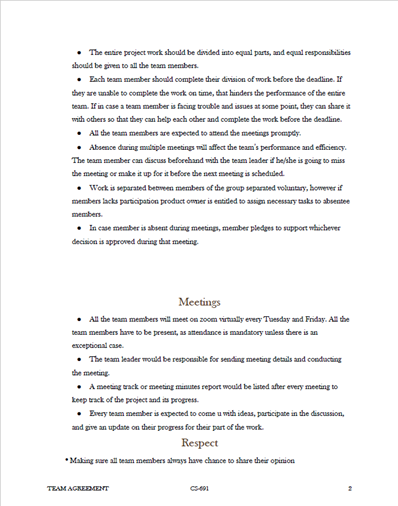 ● The entire project work should be divided into equal parts, and equal responsibilities
should be given to all the team members.
● Each team member should complete their division of work before the deadline. If
they are unable to complete the work on time, that hinders the performance of the entire
team. If in case a team member is facing trouble and issues at some point, they can share it
with others so that they can help each other and complete the work before the deadline.
● All the team members are expected to attend the meetings promptly.
● Absence during multiple meetings will affect the team's performance and efficiency.
The team member can discuss beforehand with the team leader if he/she is going to miss
the meeting or make it up for it before the next meeting is scheduled.
● Work is separated between members of the group separated voluntary, however if
members lacks participation product owner is entitled to assign necessary tasks to absentee
members.
● In case member is absent during meetings, member pledges to support whichever
decision is approved during that meeting.
Meetings
● All the team members will meet on zoom virtually every Tuesday and Friday. All the
team members have to be present, as attendance is mandatory unless there is an
exceptional case.
● The team leader would be responsible for sending meeting details and conducting
the meeting.
● A meeting track or meeting minutes report would be listed after every meeting to
keep track of the project and its progress.
● Every team member is expected to come u with ideas, participate in the discussion,
and give an update on their progress for their part of the work.
Respect
• Making sure all team members always have chance to share their opinion
TEAM AGREEMENT CS-691 2